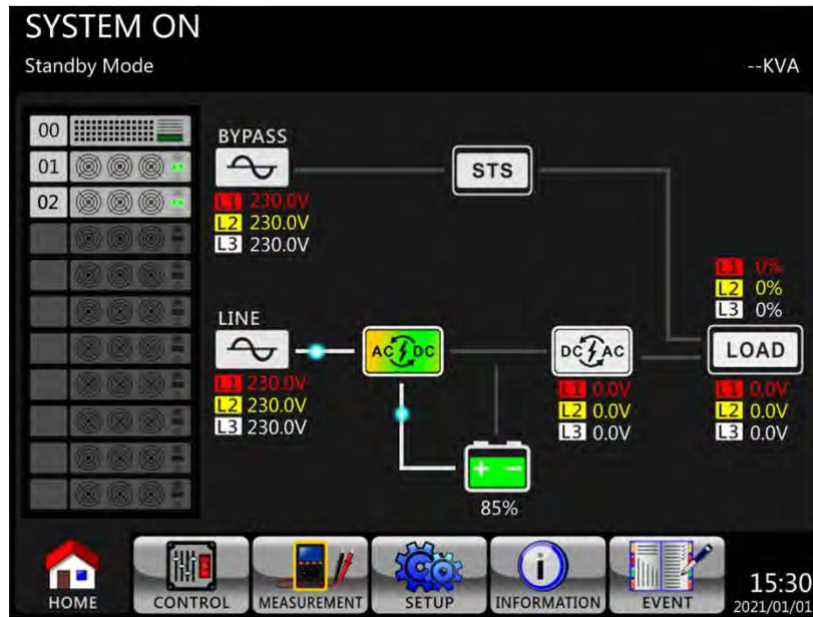 SYSTEM ON
Standby Mode
--KVA
00
01
02
BYPASS
L1 230.0V
L2 230.0V
L3 230.0V
STS
LINE
L1 230.0V
L2 230.0V
L3 230.0V
AC DC
DC AC
L1 0.0V
L2 0.0V
L3 0.0V
L1 0%
L2 0%
L3 0%
LOAD
L1 0.0V
L2 0.0V
L3 0.0V
+ -
85%
HOME
CONTROL
MEASUREMENT
SETUP
INFORMATION
EVENT
15:30
2021/01/01